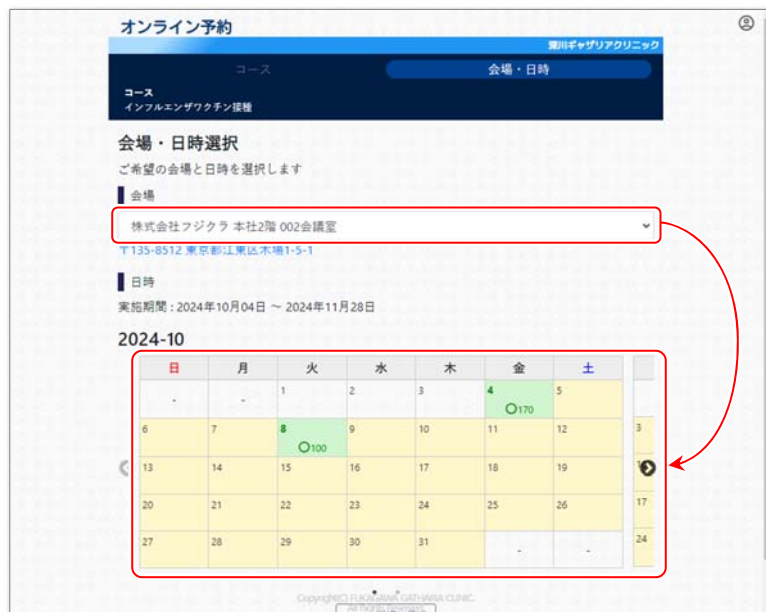 オンライン予約
深川ギャザリアクリニック
コース
会場・日時
コース
インフルエンザワクチン接種
会場・日時選択
ご希望の会場と日時を選択します
会場
株式会社フジクラ 本社2階 002会議室
〒135-8512 東京都江東区木場1-5-1
日時
実施期間 : 2024年10月04日 ～ 2024年11月28日
2024-10
日 月 火 水 木 金 土
- - 1 2 3 4 5
○170
6 7 8 9 10 11 12 3
○100
13 14 15 16 17 18 19
20 21 22 23 24 25 26 17
27 28 29 30 31 - - 24
Copyright(C) FUKAGAWA GATHARIA CLINIC.
All Rights Reserved.